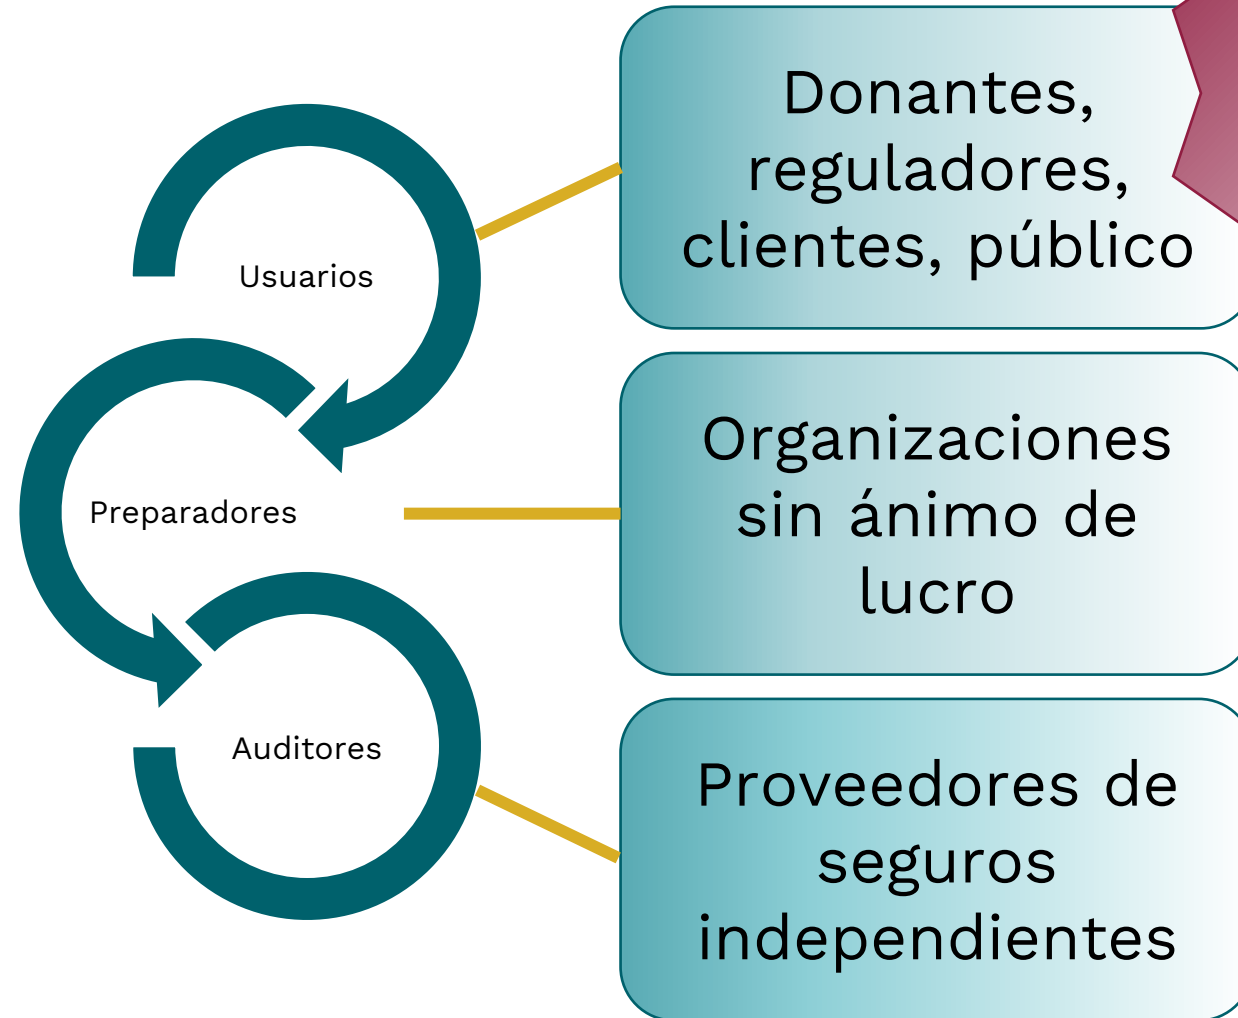 Usuarios
Donantes,
reguladores,
clientes, público
Preparadores
Organizaciones
sin ánimo de
lucro
Auditores
Proveedores de
seguros
independientes